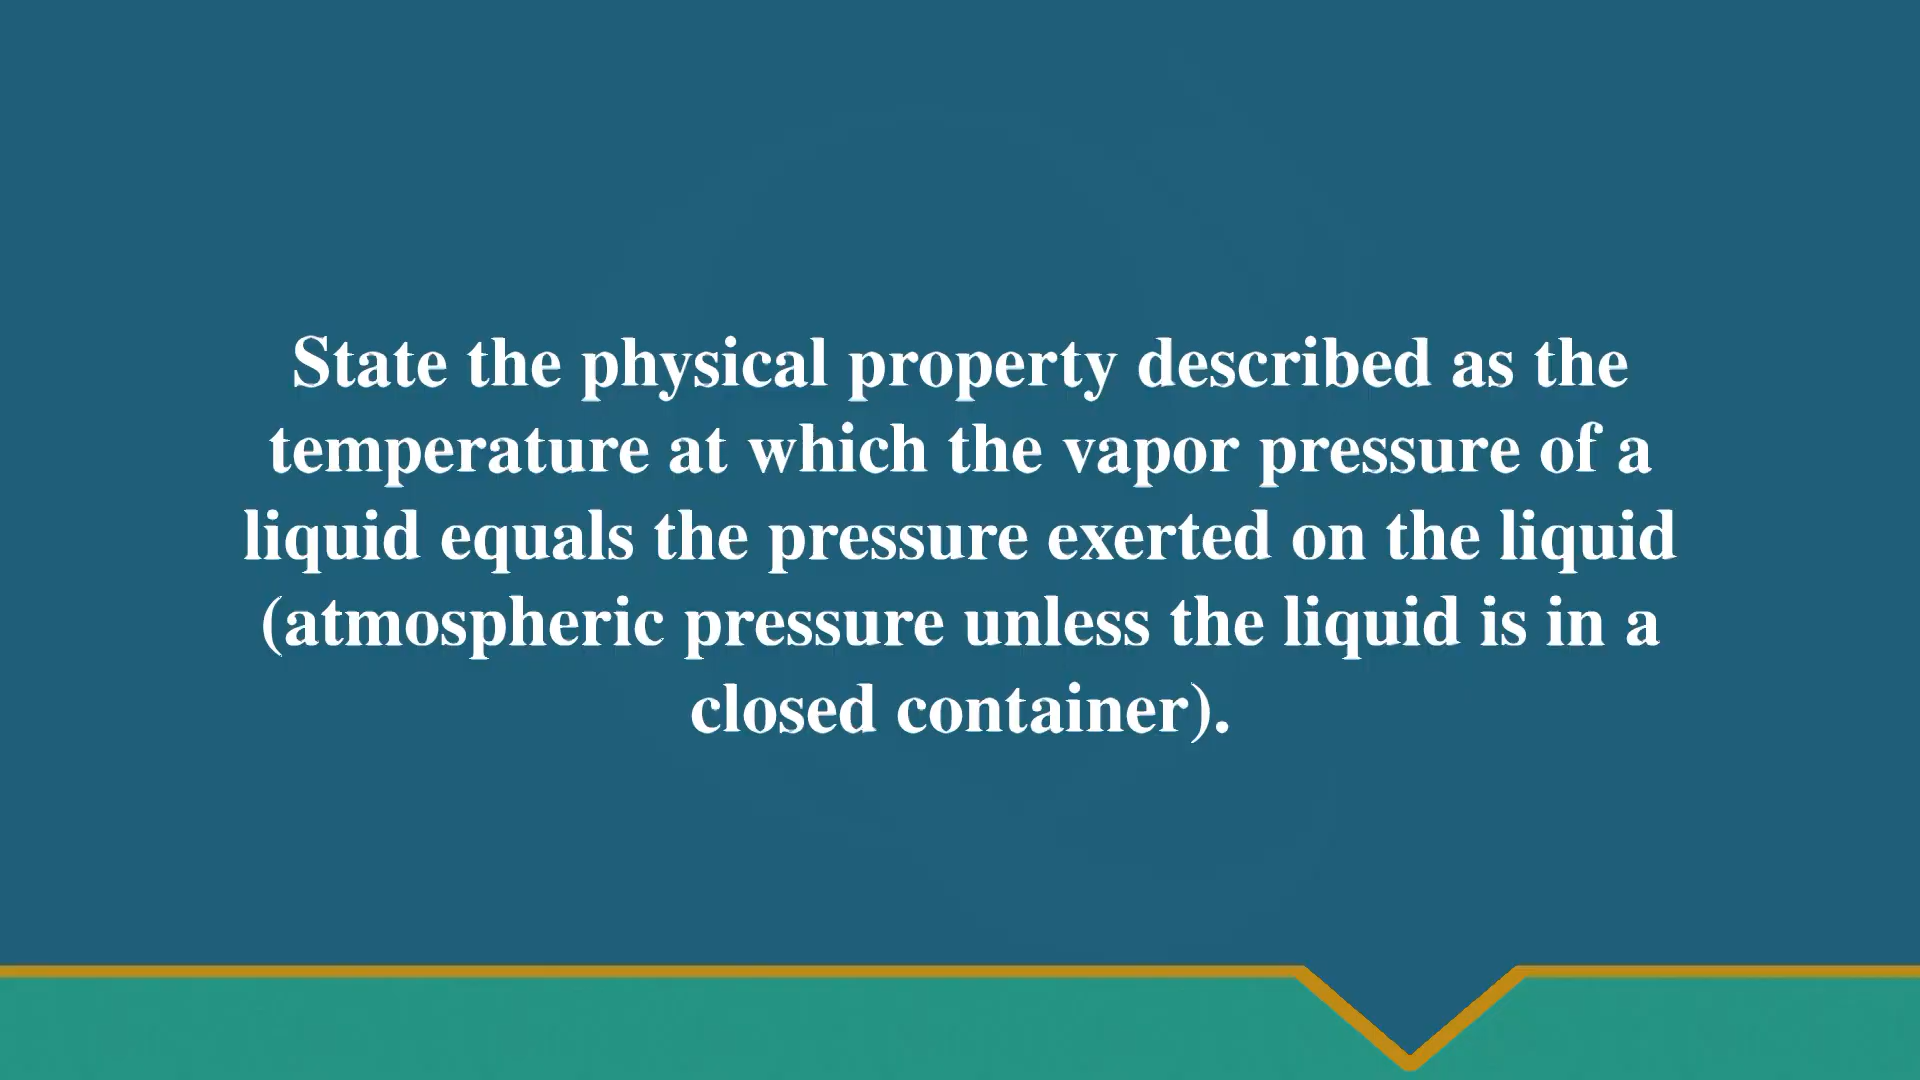 State the physical property described as the
temperature at which the vapor pressure of a
liquid equals the pressure exerted on the liquid
(atmospheric pressure unless the liquid is in a
closed container).